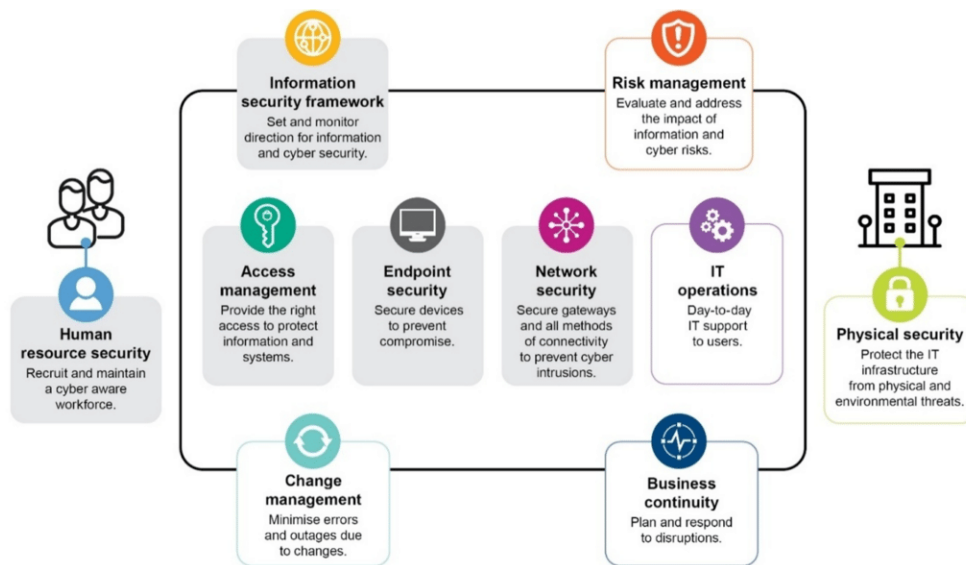 Information
security framework
Set and monitor
direction for information
and cyber security.
Risk management
Evaluate and address
the impact of
information and
cyber risks.
Human
resource security
Recruit and maintain
a cyber aware
workforce.
Access
management
Provide the right
access to protect
information and
systems.
Endpoint
security
Secure devices
to prevent
compromise.
Network
security
Secure gateways
and all methods
of connectivity
to prevent cyber
intrusions.
IT
operations
Day-to-day
IT support
to users.
Physical security
Protect the IT
infrastructure
from physical and
environmental threats.
Change
management
Minimise errors
and outages due
to changes.
Business
continuity
Plan and respond
to disruptions.